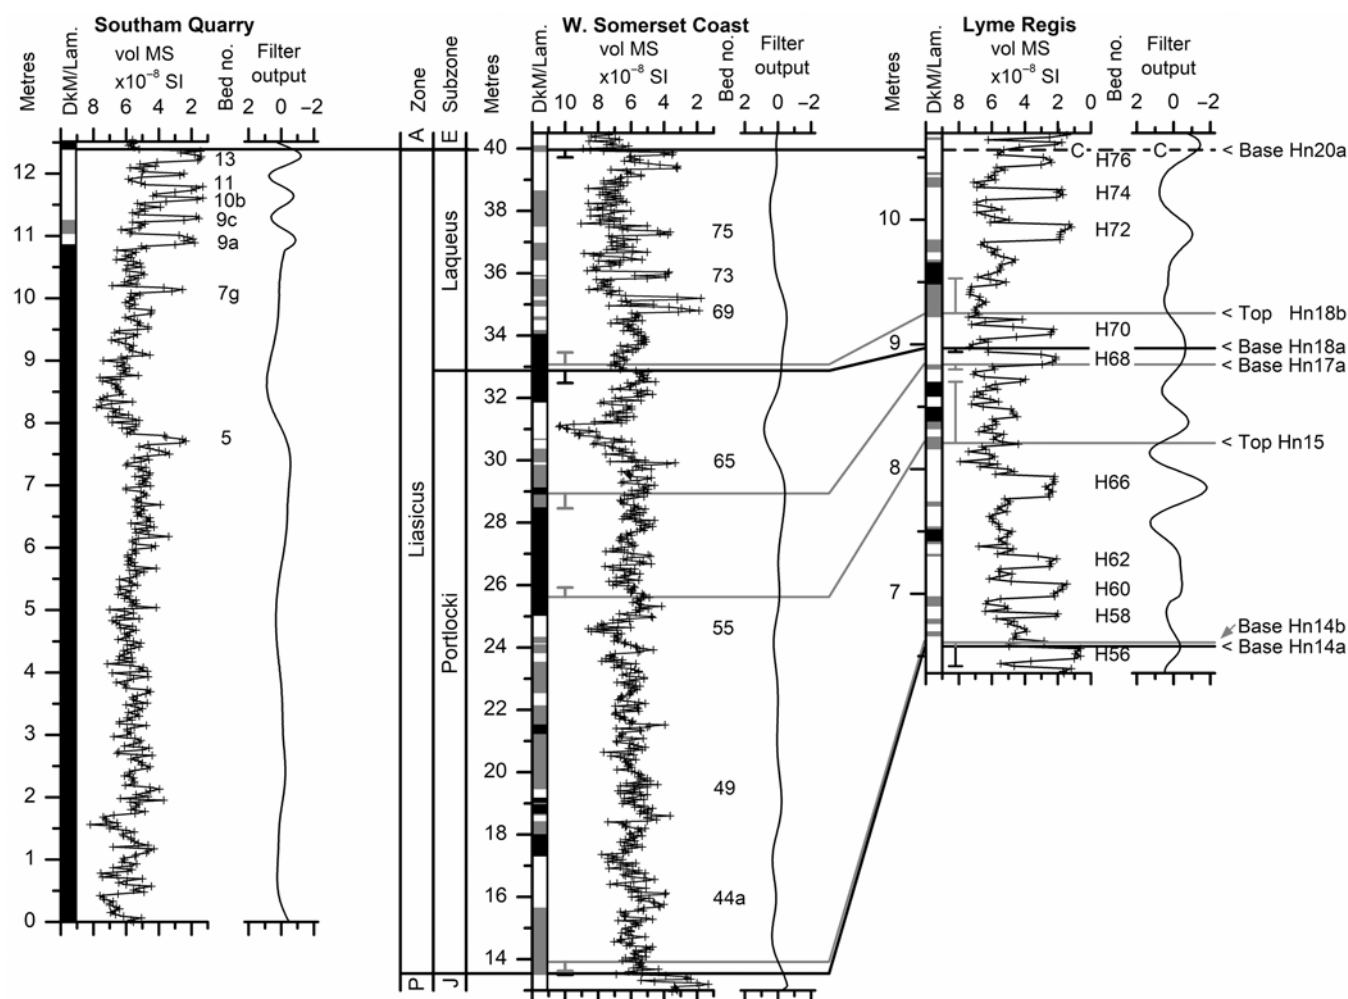 Southam Quarry
Metres
DkM/Lam.
vol MS
x10⁻⁸ SI
Bed no.
Filter
output
8 6 4 2
2 0 −2
12
11
10
9
8
7
6
5
4
3
2
1
0
13
11
10b
9c
9a
7g
5
Zone
Subzone
A
E
Liasicus
Laqueus
Portlocki
P
J
W. Somerset Coast
Metres
DkM/Lam.
vol MS
x10⁻⁸ SI
Bed no.
Filter
output
10 8 6 4 2
2 0 −2
40
38
36
34
32
30
28
26
24
22
20
18
16
14
75
73
69
65
55
49
44a
Lyme Regis
Metres
DkM/Lam.
vol MS
x10⁻⁸ SI
Bed no.
Filter
output
8 6 4 2 0
2 0 −2
10
9
8
7
C
C
H76
H74
H72
H70
H68
H66
H62
H60
H58
H56
< Base Hn20a
< Top Hn18b
< Base Hn18a
< Base Hn17a
< Top Hn15
Base Hn14b
< Base Hn14a